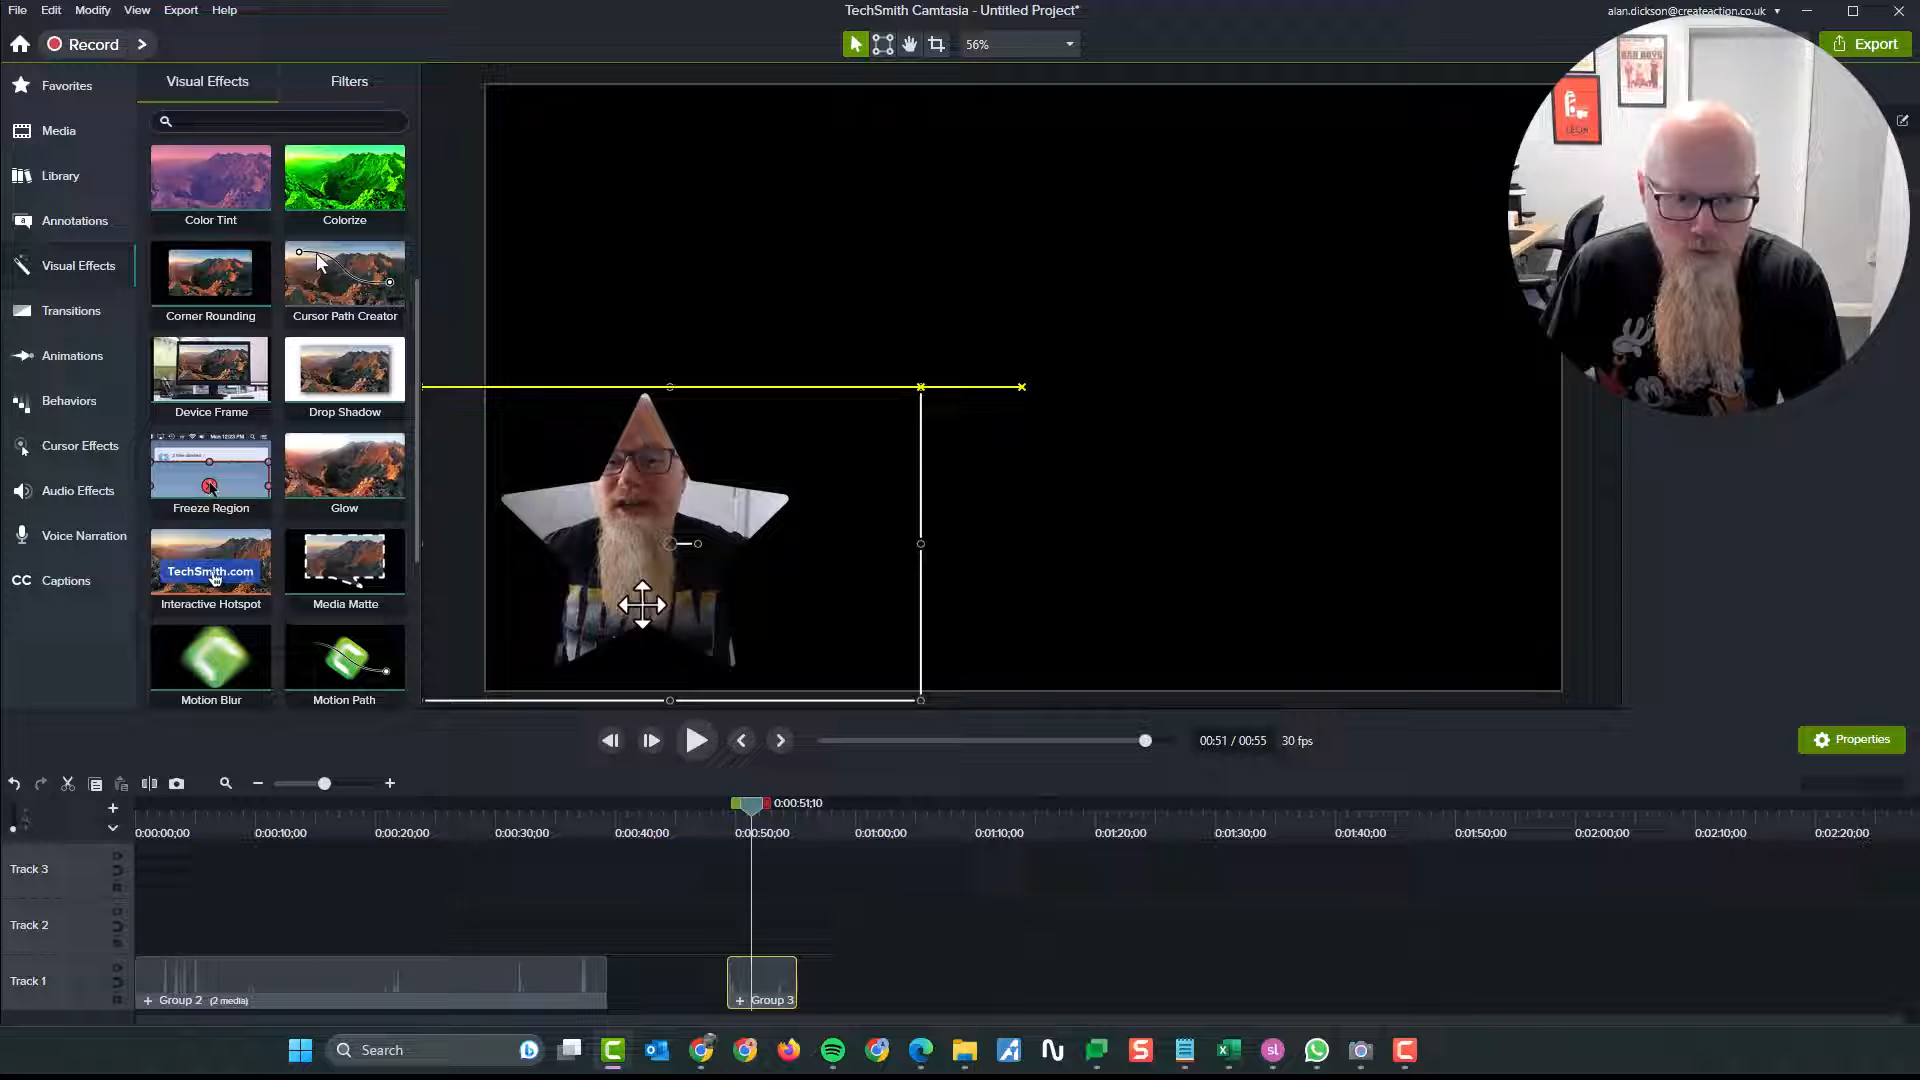 File Edit Modify View Export Help
TechSmith Camtasia - Untitled Project*
alan.dickson@createaction.co.uk
Record
56%
Export
Favorites
Media
Library
Annotations
Visual Effects
Transitions
Animations
Behaviors
Cursor Effects
Audio Effects
Voice Narration
CC Captions
Visual Effects Filters
Color Tint Colorize
Corner Rounding Cursor Path Creator
Device Frame Drop Shadow
Freeze Region Glow
TechSmith.com
Interactive Hotspot Media Matte
Motion Blur Motion Path
BAD BOYS
LEON
00:51 / 00:55 30 fps
Properties
0:00:51;10
0:00:00;00 0:00:10;00 0:00:20;00 0:00:30;00 0:00:40;00 0:00:50;00 0:01:00;00 0:01:10;00 0:01:20;00 0:01:30;00 0:01:40;00 0:01:50;00 0:02:00;00 0:02:10;00 0:02:20;00
Track 3
Track 2
Track 1
+ Group 2 (2 media)
+ Group 3
Search